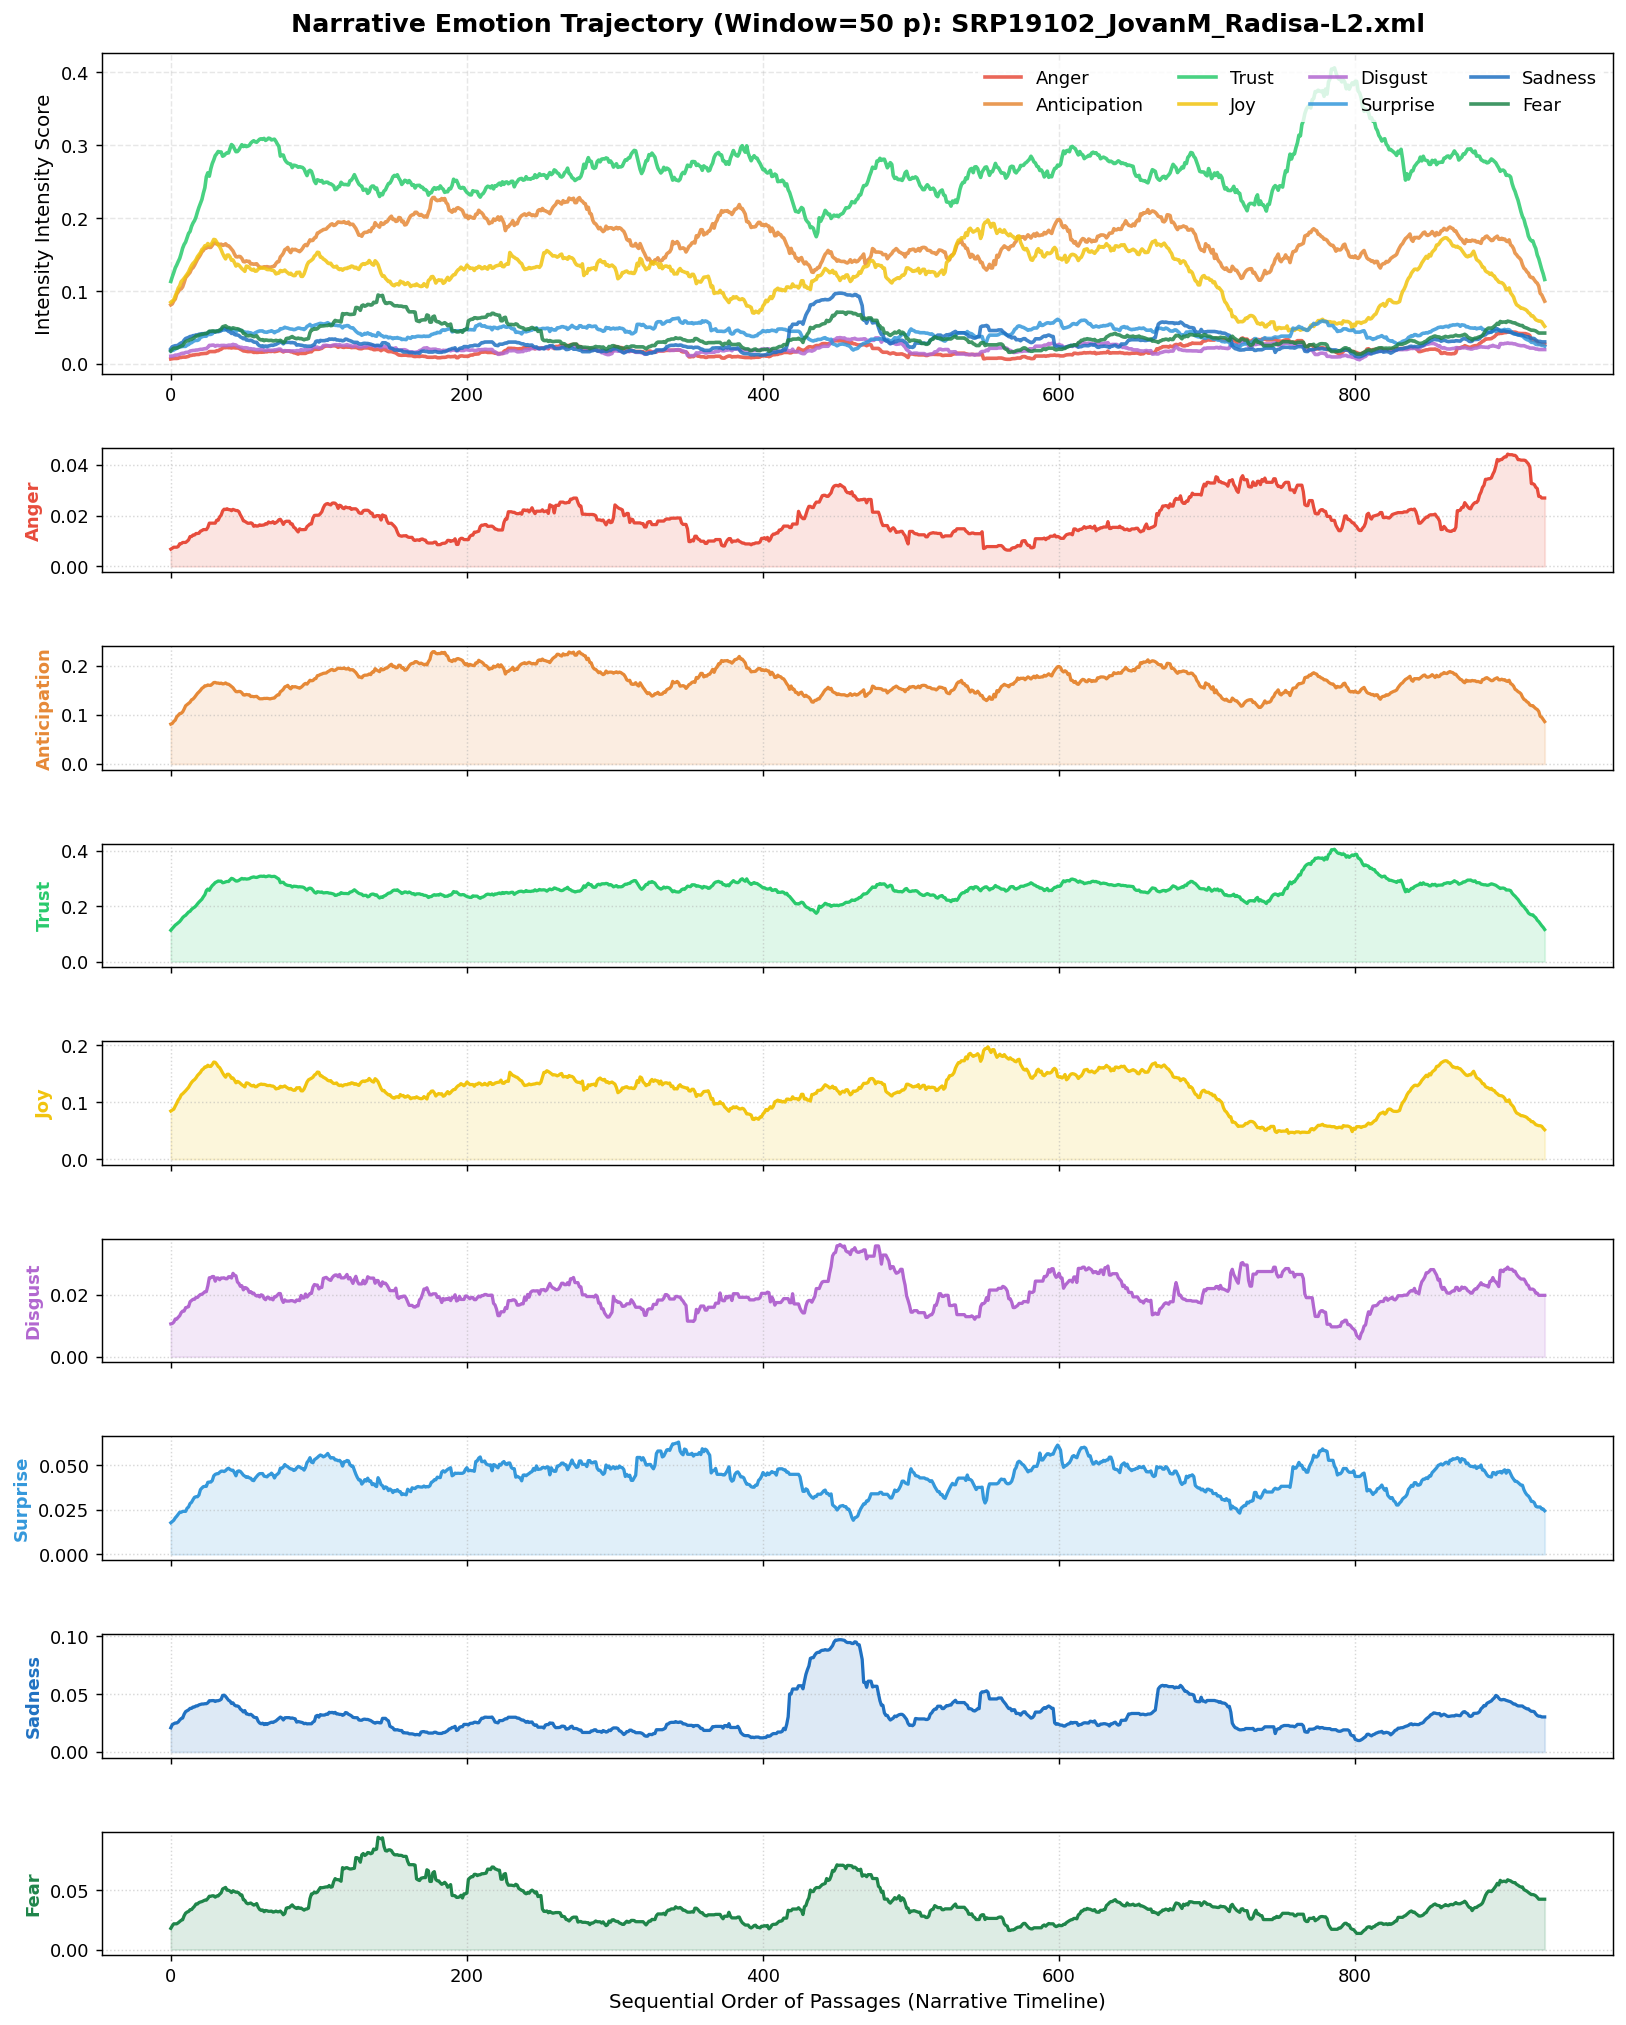 Narrative Emotion Trajectory (Window=50 p): SRP19102_JovanM_Radisa-L2.xml
Intensity Intensity Score
0.4
0.3
0.2
0.1
0.0
Anger
Anticipation
Trust
Joy
Disgust
Surprise
Sadness
Fear
0
200
400
600
800
Anger
0.04
0.02
0.00
Anticipation
0.2
0.1
0.0
Trust
0.4
0.2
0.0
Joy
0.2
0.1
0.0
Disgust
0.02
0.00
Surprise
0.050
0.025
0.000
Sadness
0.10
0.05
0.00
Fear
0.05
0.00
0
200
400
600
800
Sequential Order of Passages (Narrative Timeline)